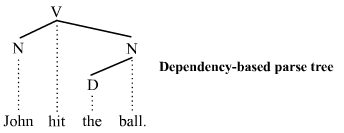 V
N N
Dependency-based parse tree
D
John hit the ball.